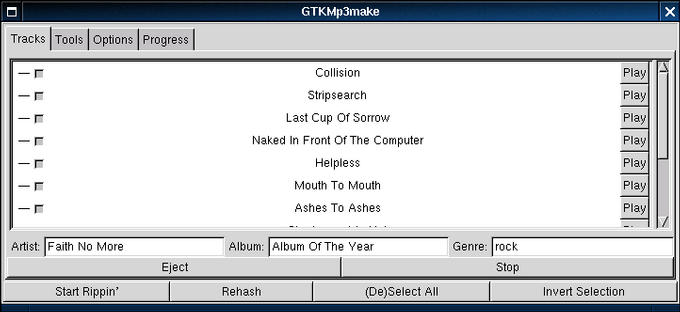 GTKMp3make
Tracks Tools Options Progress
Collision Play
Stripsearch Play
Last Cup Of Sorrow Play
Naked In Front Of The Computer Play
Helpless Play
Mouth To Mouth Play
Ashes To Ashes Play
Artist: Faith No More Album: Album Of The Year Genre: rock
Eject Stop
Start Rippin' Rehash (De)Select All Invert Selection